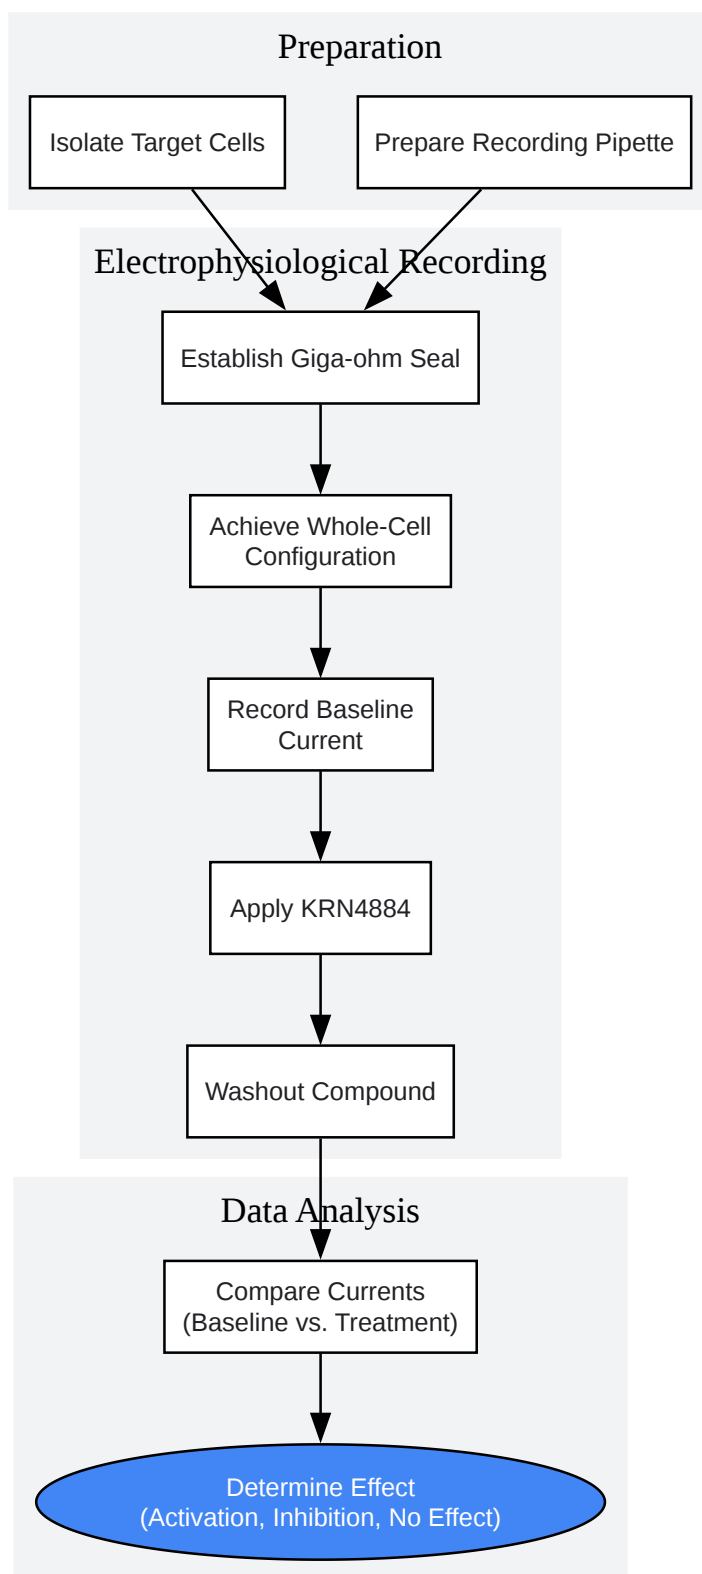 Preparation
Isolate Target Cells
Prepare Recording Pipette
Electrophysiological Recording
Establish Giga-ohm Seal
Achieve Whole-Cell
Configuration
Record Baseline
Current
Apply KRN4884
Washout Compound
Data Analysis
Compare Currents
(Baseline vs. Treatment)
Determine Effect
(Activation, Inhibition, No Effect)